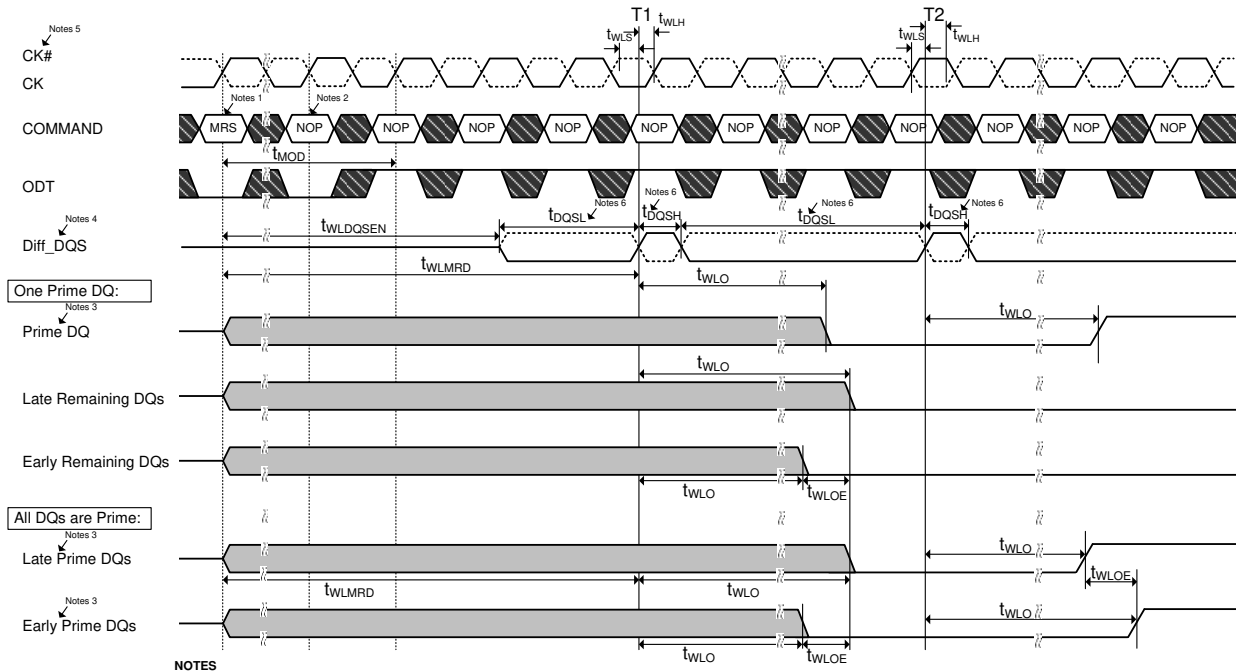 T1
T2
Notes 5
tWLS
tWLH
tWLS
tWLH
CK#
CK
Notes 1
Notes 2
COMMAND
MRS
NOP
NOP
NOP
NOP
NOP
NOP
NOP
NOP
NOP
NOP
NOP
tMOD
ODT
Notes 4
Notes 6
Notes 6
Notes 6
Notes 6
tDQSL
tDQSH
tDQSL
tDQSH
tWLDQSEN
Diff_DQS
tWLMRD
tWLO
One Prime DQ:
Notes 3
Prime DQ
tWLO
tWLO
Late Remaining DQs
Early Remaining DQs
tWLO
tWLOE
All DQs are Prime:
Notes 3
Late Prime DQs
tWLO
tWLMRD
tWLO
tWLOE
Notes 3
Early Prime DQs
tWLO
tWLO
tWLOE
NOTES